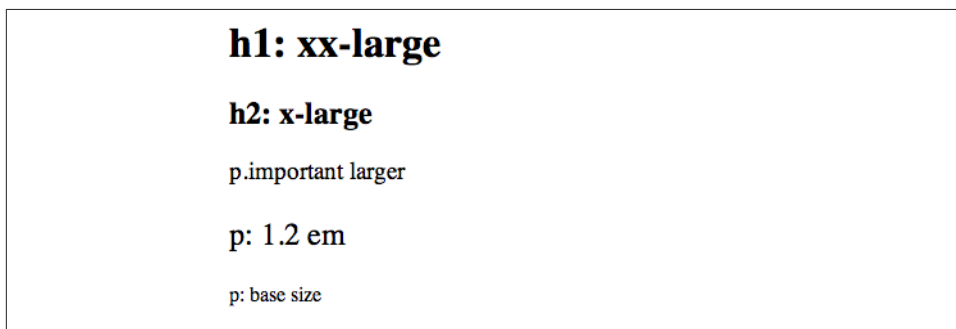 h1: xx-large
h2: x-large
p.important larger
p: 1.2 em
p: base size